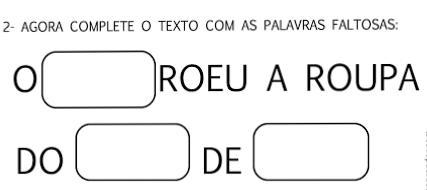 2- AGORA COMPLETE O TEXTO COM AS PALAVRAS FALTOSAS:
O ROEU A ROUPA
DO DE